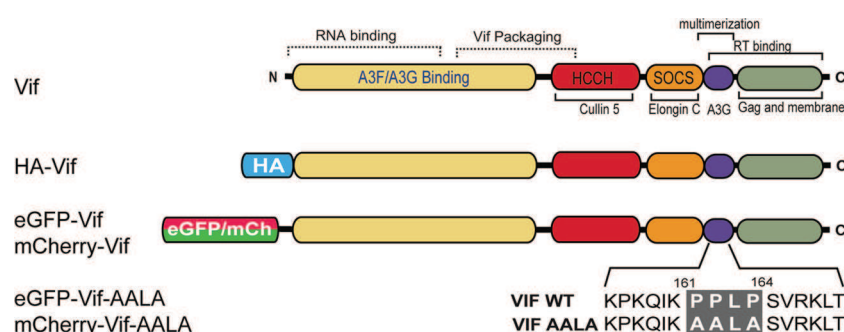 multimerization
RNA binding
Vif Packaging
RT binding
Vif
N
A3F/A3G Binding
HCCH
SOCS
C
Cullin 5
Elongin C
A3G
Gag and membrane
HA-Vif
HA
C
eGFP-Vif
mCherry-Vif
eGFP/mCh
C
161
164
eGFP-Vif-AALA
VIF WT
KPKQIK PPLP SVRKLT
mCherry-Vif-AALA
VIF AALA
KPKQIK AALA SVRKLT